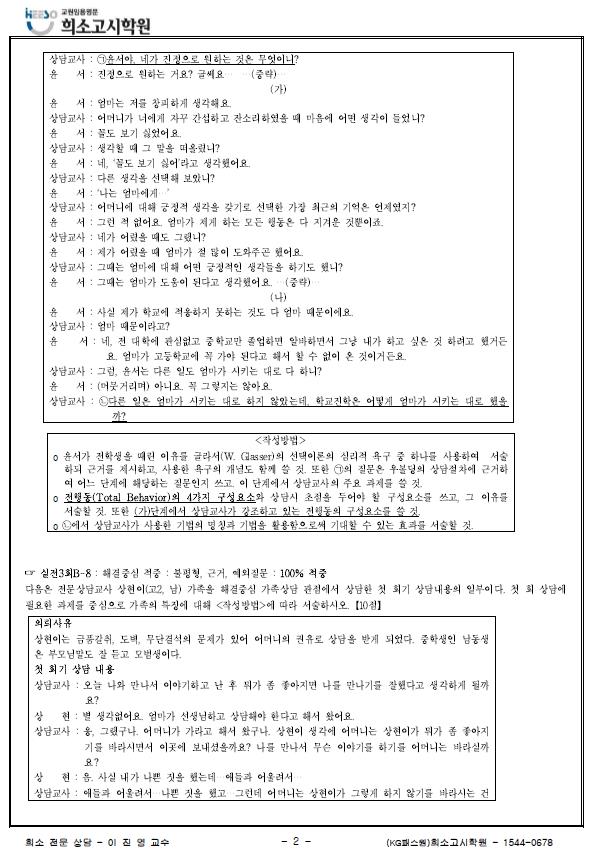 HEESO 교원임용명문
희소고시학원
상담교사 : ㉠윤서야, 네가 진정으로 원하는 것은 무엇이니?
윤 서 : 진정으로 원하는 거요? 글쎄요… …(중략)…
(가)
윤 서 : 엄마는 저를 창피하게 생각해요.
상담교사 : 어머니가 너에게 자꾸 간섭하고 잔소리하였을 때 마음에 어떤 생각이 들었니?
윤 서 : 꼴도 보기 싫었어요.
상담교사 : 생각할 때 그 말을 떠올렸니?
윤 서 : 네, '꼴도 보기 싫어'라고 생각했어요.
상담교사 : 다른 생각을 선택해 보았니?
윤 서 : '나는 엄마에게…'
상담교사 : 어머니에 대해 긍정적 생각을 갖기로 선택한 가장 최근의 기억은 언제였지?
윤 서 : 그런 적 없어요. 엄마가 제게 하는 모든 행동은 다 지겨운 것뿐이죠.
상담교사 : 네가 어렸을 때도 그랬니?
윤 서 : 제가 어렸을 때 엄마가 절 많이 도와주곤 했어요.
상담교사 : 그때는 엄마에 대해 어떤 긍정적인 생각들을 하기도 했니?
윤 서 : 그때는 엄마가 도움이 된다고 생각했어요. …(중략)…
(나)
윤 서 : 사실 제가 학교에 적응하지 못하는 것도 다 엄마 때문이에요.
상담교사 : 엄마 때문이라고?
윤 서 : 네, 전 대학에 관심없고 중학교만 졸업하면 알바하면서 그냥 내가 하고 싶은 것 하려고 했거든
요. 엄마가 고등학교에 꼭 가야 된다고 해서 할 수 없이 온 것이거든요.
상담교사 : 그럼, 윤서는 다른 일도 엄마가 시키는 대로 다 하니?
윤 서 : (머뭇거리며) 아니요. 꼭 그렇지는 않아요.
상담교사 : ㉡다른 일은 엄마가 시키는 대로 하지 않았는데, 학교진학은 어떻게 엄마가 시키는 대로 했을
까?
<작성방법>
o 윤서가 전학생을 때린 이유를 글라서(W. Glasser)의 선택이론의 심리적 욕구 중 하나를 사용하여 서술
하되 근거를 제시하고, 사용한 욕구의 개념도 함께 쓸 것. 또한 ㉠의 질문은 우볼딩의 상담절차에 근거하
여 어느 단계에 해당하는 질문인지 쓰고, 이 단계에서 상담교사의 주요 과제를 쓸 것.
o 전행동(Total Behavior)의 4가지 구성요소와 상담시 초점을 두어야 할 구성요소를 쓰고, 그 이유를
서술할 것. 또한 (가)단계에서 상담교사가 강조하고 있는 전행동의 구성요소를 쓸 것.
o ㉡에서 상담교사가 사용한 기법의 명칭과 기법을 활용함으로써 기대할 수 있는 효과를 서술할 것.
☞ 실전3회B-8 : 해결중심 적중 : 불평형, 근거, 예외질문 : 100% 적중
다음은 전문상담교사 상현이(고2, 남) 가족을 해결중심 가족상담 관점에서 상담한 첫 회기 상담내용의 일부이다. 첫 회 상담에
필요한 과제를 중심으로 가족의 특징에 대해 <작성방법>에 따라 서술하시오. 【10점】
의뢰사유
상현이는 금품갈취, 도벽, 무단결석의 문제가 있어 어머니의 권유로 상담을 받게 되었다. 중학생인 남동생
은 부모님말도 잘 듣고 모범생이다.
첫 회기 상담 내용
상담교사 : 오늘 나와 만나서 이야기하고 난 후 뭐가 좀 좋아지면 나를 만나기를 잘했다고 생각하게 될까
요?
상 현 : 별 생각없어요. 엄마가 선생님하고 상담해야 한다고 해서 왔어요.
상담교사 : 응, 그랬구나. 어머니가 가라고 해서 왔구나. 상현이 생각에 어머니는 상현이가 뭐가 좀 좋아지
기를 바라시면서 이곳에 보내셨을까요? 나를 만나서 무슨 이야기를 하기를 어머니는 바라실까
요?
상 현 : 음, 사실 내가 나쁜 짓을 했는데…애들과 어울려서…
상담교사 : 애들과 어울려서…나쁜 짓을 했고…그런데 어머니는 상현이가 그렇게 하지 않기를 바라시는 건
희소 전문 상담 - 이 진 영 교수
- 2 -
(KG패스원)희소고시학원 - 1544-0678